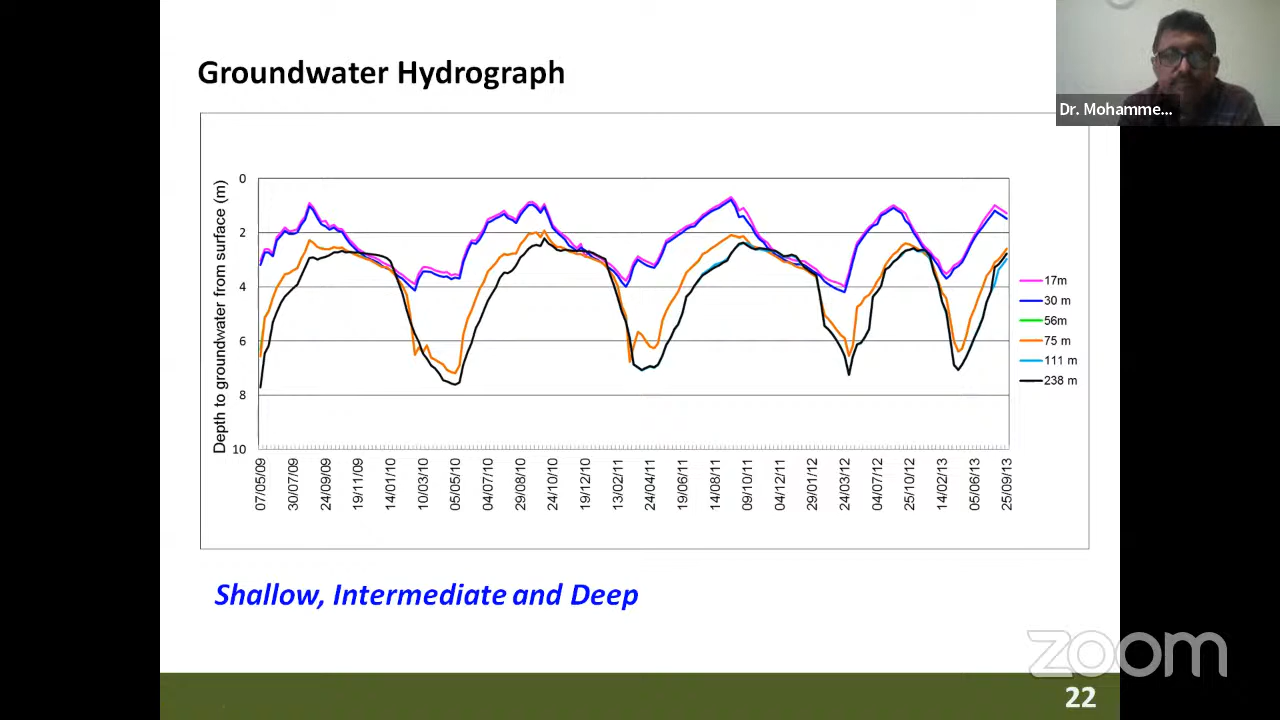 Groundwater Hydrograph
Dr. Mohamme...
Depth to groundwater from surface (m)
0
2
4
6
8
10
07/05/09
30/07/09
24/09/09
19/11/09
14/01/10
10/03/10
05/05/10
04/07/10
29/08/10
24/10/10
19/12/10
13/02/11
24/04/11
19/06/11
14/08/11
09/10/11
04/12/11
29/01/12
24/03/12
04/07/12
25/10/12
14/02/13
05/06/13
25/09/13
17m
30 m
56m
75 m
111 m
238 m
Shallow, Intermediate and Deep
zoom
22